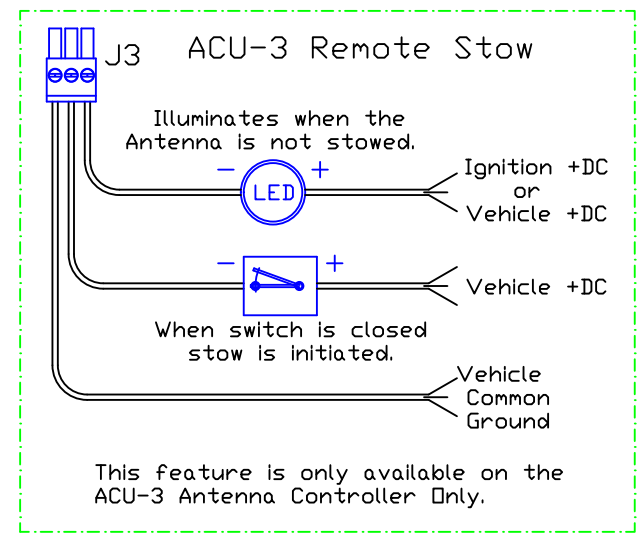 J3
ACU-3 Remote Stow
Illuminates when the
Antenna is not stowed.
- +
LED
Ignition +DC
or
Vehicle +DC
- +
Vehicle +DC
When switch is closed
stow is initiated.
Vehicle
Common
Ground
This feature is only available on the
ACU-3 Antenna Controller Only.